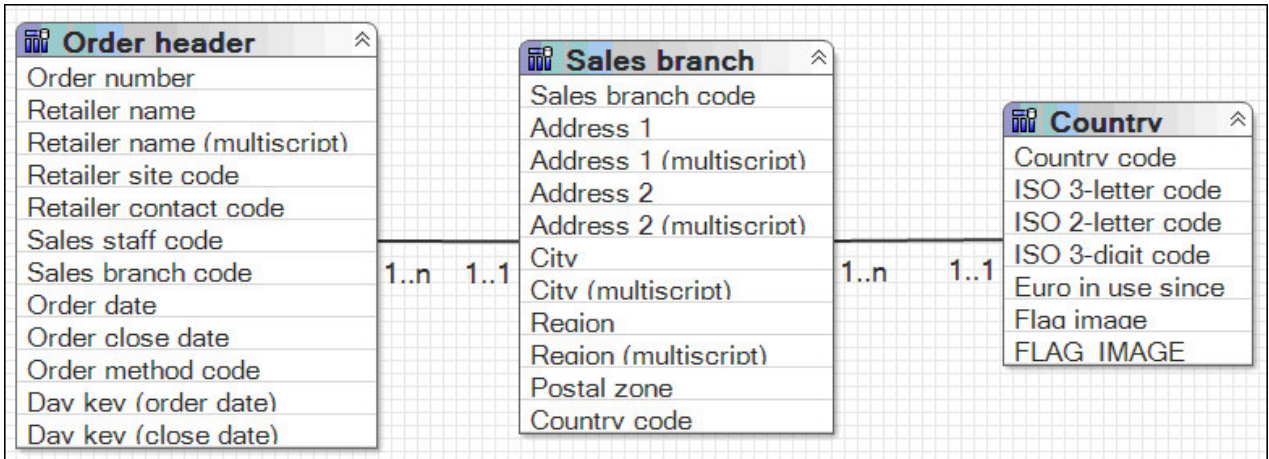 Order header
Order number
Retailer name
Retailer name (multiscript)
Retailer site code
Retailer contact code
Sales staff code
Sales branch code
Order date
Order close date
Order method code
Day key (order date)
Day key (close date)
1..n 1..1
Sales branch
Sales branch code
Address 1
Address 1 (multiscript)
Address 2
Address 2 (multiscript)
City
City (multiscript)
Region
Region (multiscript)
Postal zone
Country code
1..n 1..1
Country
Country code
ISO 3-letter code
ISO 2-letter code
ISO 3-digit code
Euro in use since
Flag image
FLAG_IMAGE